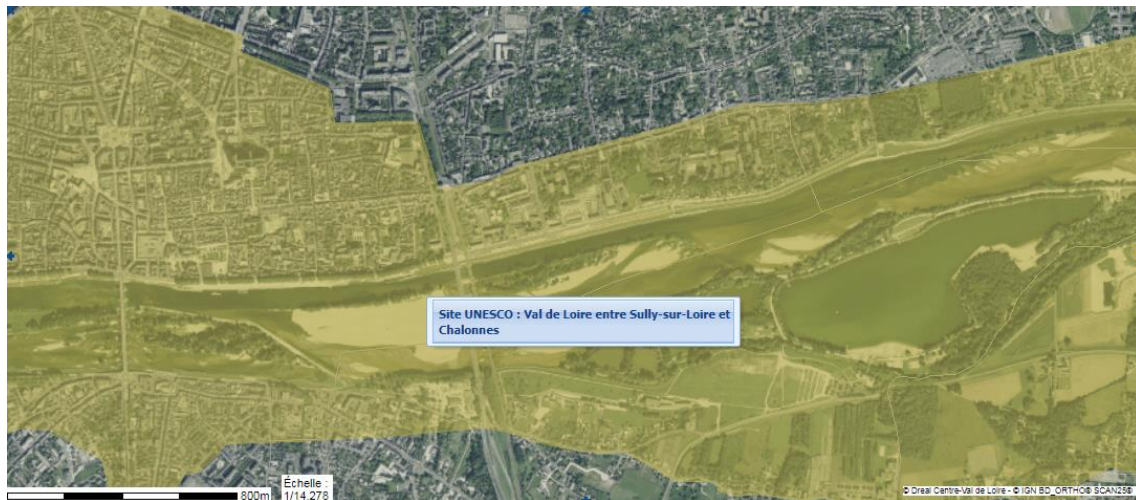 Site UNESCO : Val de Loire entre Sully-sur-Loire et
Chalonnes
Échelle :
800m 1/14 278
© Dreal Centre-Val de Loire - © IGN BD_ORTHO® SCAN25®